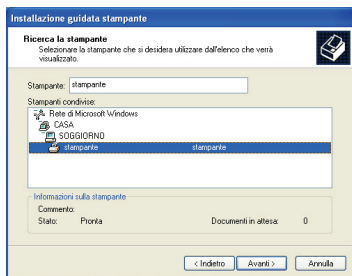 Installazione guidata stampante
Ricerca la stampante
Selezionare la stampante che si desidera utilizzare dall'elenco che verrà
visualizzato.
Stampante: stampante
Stampanti condivise:
Rete di Microsoft Windows
CASA
SOGGIORNO
stampante stampante
Informazioni sulla stampante
Commento:
Stato: Pronta Documenti in attesa: 0
< Indietro Avanti > Annulla